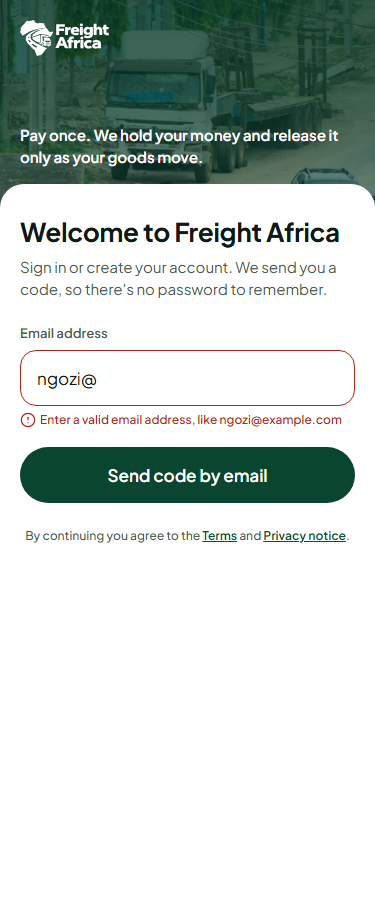 Freight
Africa
Pay once. We hold your money and release it
only as your goods move.
Welcome to Freight Africa
Sign in or create your account. We send you a
code, so there's no password to remember.
Email address
ngozi@
Enter a valid email address, like ngozi@example.com
Send code by email
By continuing you agree to the Terms and Privacy notice.